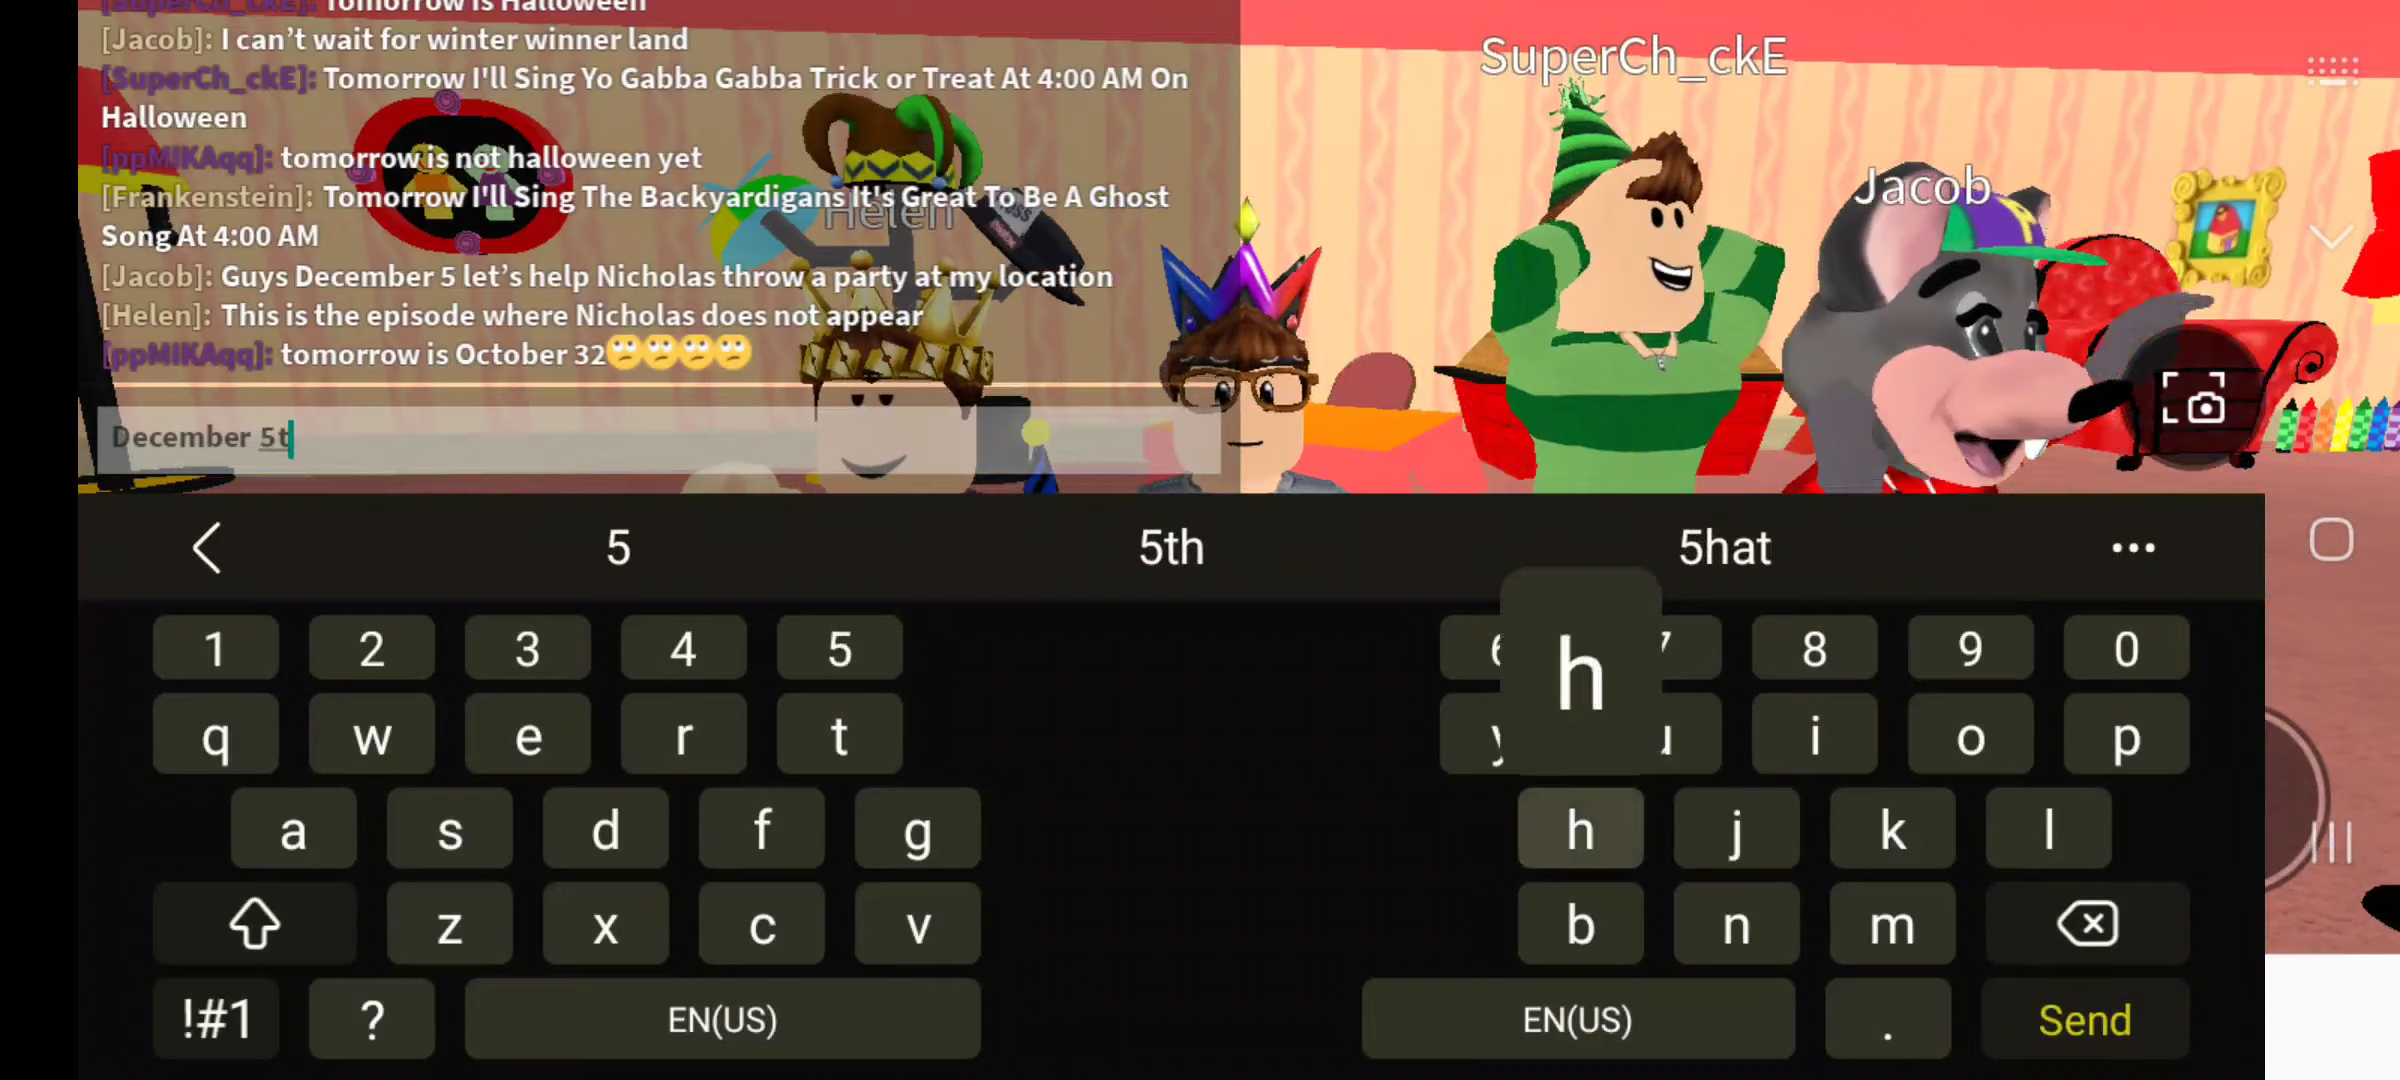 [SuperCh_ckE]: Tomorrow is Halloween
[Jacob]: I can't wait for winter winner land
[SuperCh_ckE]: Tomorrow I'll Sing Yo Gabba Gabba Trick or Treat At 4:00 AM On
Halloween
[ppMIKAqq]: tomorrow is not halloween yet
[Frankenstein]: Tomorrow I'll Sing The Backyardigans It's Great To Be A Ghost
Song At 4:00 AM
[Jacob]: Guys December 5 let's help Nicholas throw a party at my location
[Helen]: This is the episode where Nicholas does not appear
[ppMIKAqq]: tomorrow is October 32🙄🙄🙄🙄
December 5t
SuperCh_ckE
Jacob
Helen
5 5th 5hat ...
h
1 2 3 4 5 6 7 8 9 0
q w e r t y u i o p
a s d f g h j k l
z x c v b n m
!#1 ? EN(US) EN(US) . Send